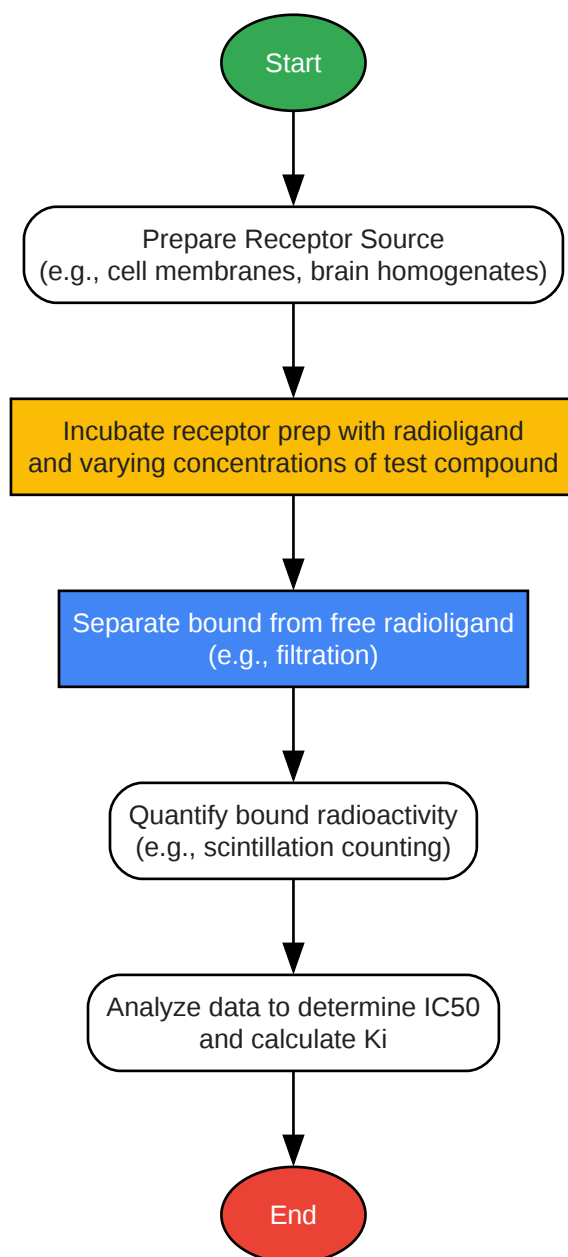 Start
Prepare Receptor Source
(e.g., cell membranes, brain homogenates)
Incubate receptor prep with radioligand
and varying concentrations of test compound
Separate bound from free radioligand
(e.g., filtration)
Quantify bound radioactivity
(e.g., scintillation counting)
Analyze data to determine IC50
and calculate Ki
End